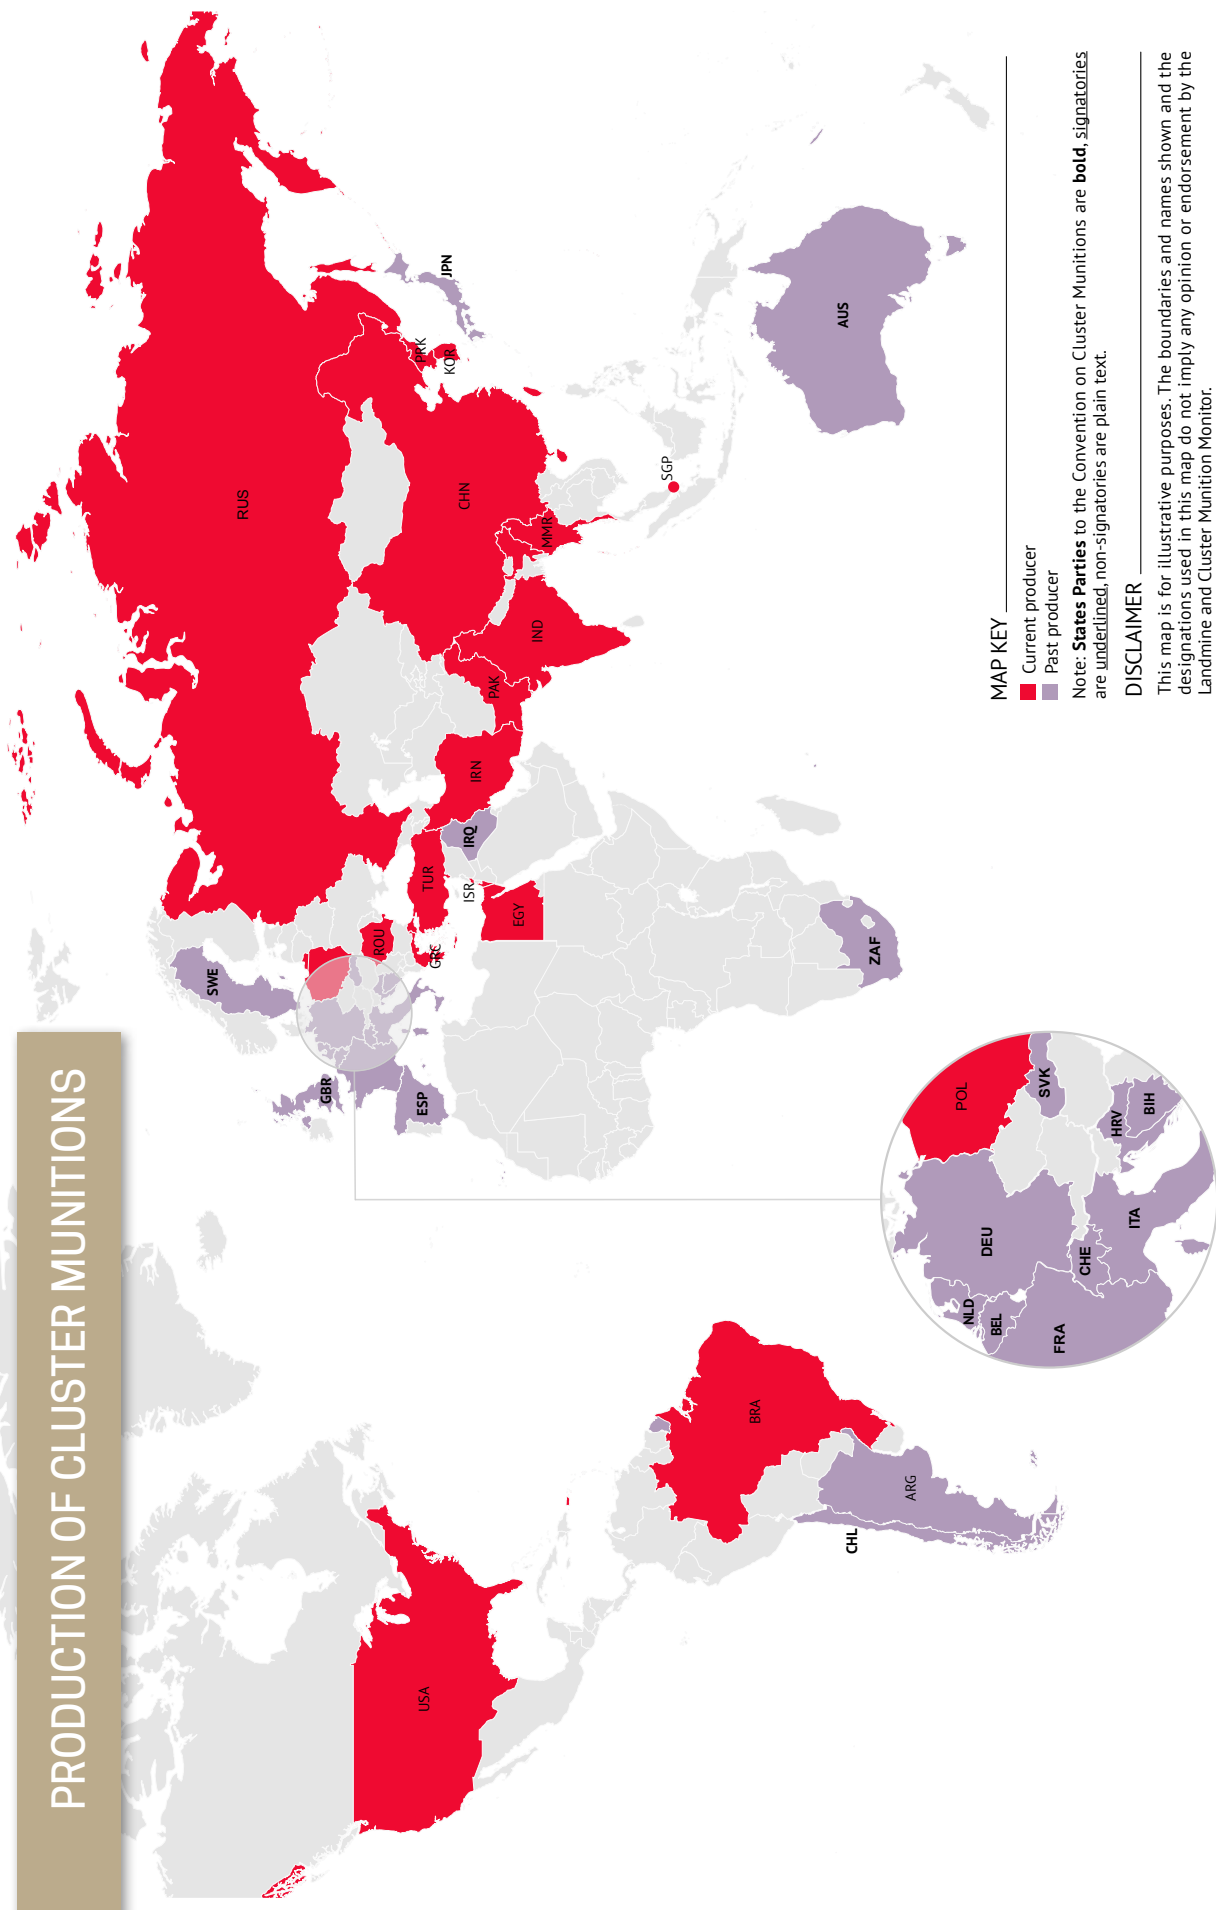 PRODUCTION OF CLUSTER MUNITIONS
RUS
SWE
GBR
ESP
ROU
GRC
TUR
ISR
IRQ
EGY
IRN
PAK
IND
CHN
MMR
PRK
KOR
JPN
SGP
AUS
ZAF
USA
BRA
ARG
CHL
POL
SVK
HRV
BIH
DEU
NLD
BEL
CHE
ITA
FRA
MAP KEY
Current producer
Past producer
Note: States Parties to the Convention on Cluster Munitions are bold, signatories
are underlined, non-signatories are plain text.
DISCLAIMER
This map is for illustrative purposes. The boundaries and names shown and the
designations used in this map do not imply any opinion or endorsement by the
Landmine and Cluster Munition Monitor.